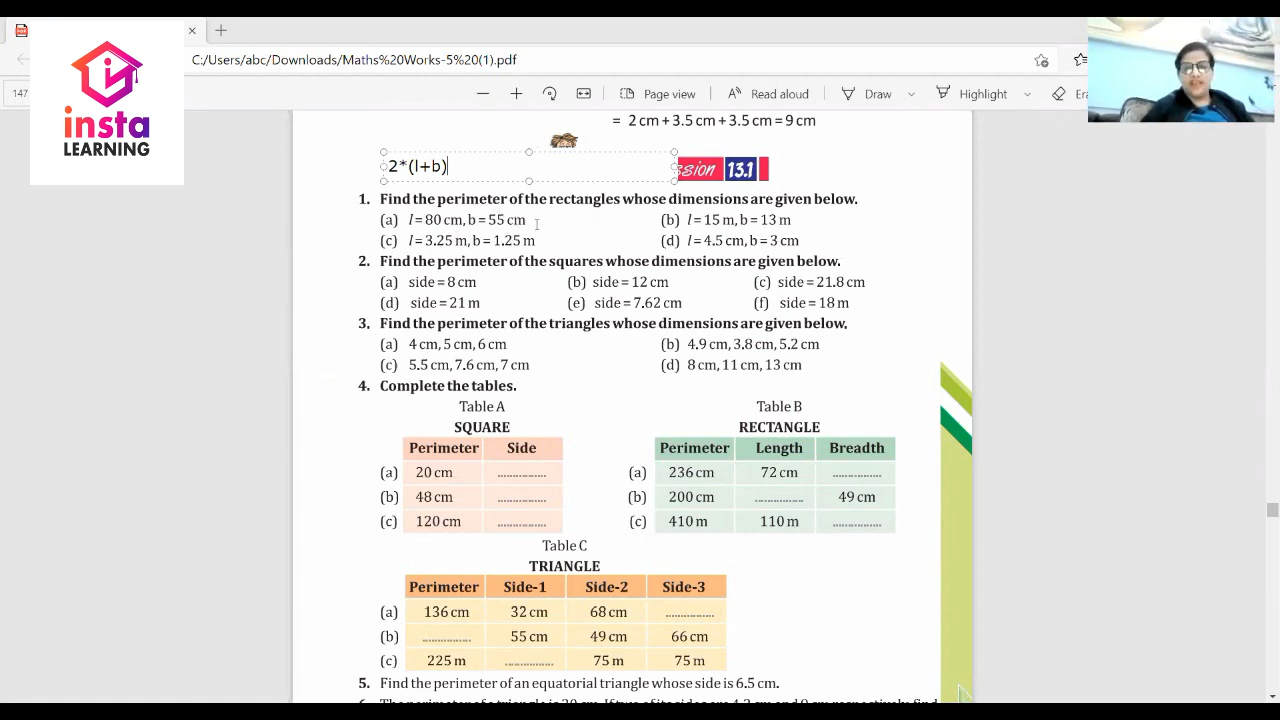 C:/Users/abc/Downloads/Maths%20Works-5%20(1).pdf
insta
LEARNING
147
Page view
Read aloud
Draw
Highlight
= 2 cm + 3.5 cm + 3.5 cm = 9 cm
2*(l+b)
13.1
1. Find the perimeter of the rectangles whose dimensions are given below.
(a) l = 80 cm, b = 55 cm (b) l = 15 m, b = 13 m
(c) l = 3.25 m, b = 1.25 m (d) l = 4.5 cm, b = 3 cm
2. Find the perimeter of the squares whose dimensions are given below.
(a) side = 8 cm (b) side = 12 cm (c) side = 21.8 cm
(d) side = 21 m (e) side = 7.62 cm (f) side = 18 m
3. Find the perimeter of the triangles whose dimensions are given below.
(a) 4 cm, 5 cm, 6 cm (b) 4.9 cm, 3.8 cm, 5.2 cm
(c) 5.5 cm, 7.6 cm, 7 cm (d) 8 cm, 11 cm, 13 cm
4. Complete the tables.
Table A Table B
SQUARE RECTANGLE
Perimeter Side Perimeter Length Breadth
(a) 20 cm ................ (a) 236 cm 72 cm ................
(b) 48 cm ................ (b) 200 cm ................ 49 cm
(c) 120 cm ................ (c) 410 m 110 m ................
Table C
TRIANGLE
Perimeter Side-1 Side-2 Side-3
(a) 136 cm 32 cm 68 cm ................
(b) ................ 55 cm 49 cm 66 cm
(c) 225 m ................ 75 m 75 m
5. Find the perimeter of an equatorial triangle whose side is 6.5 cm.